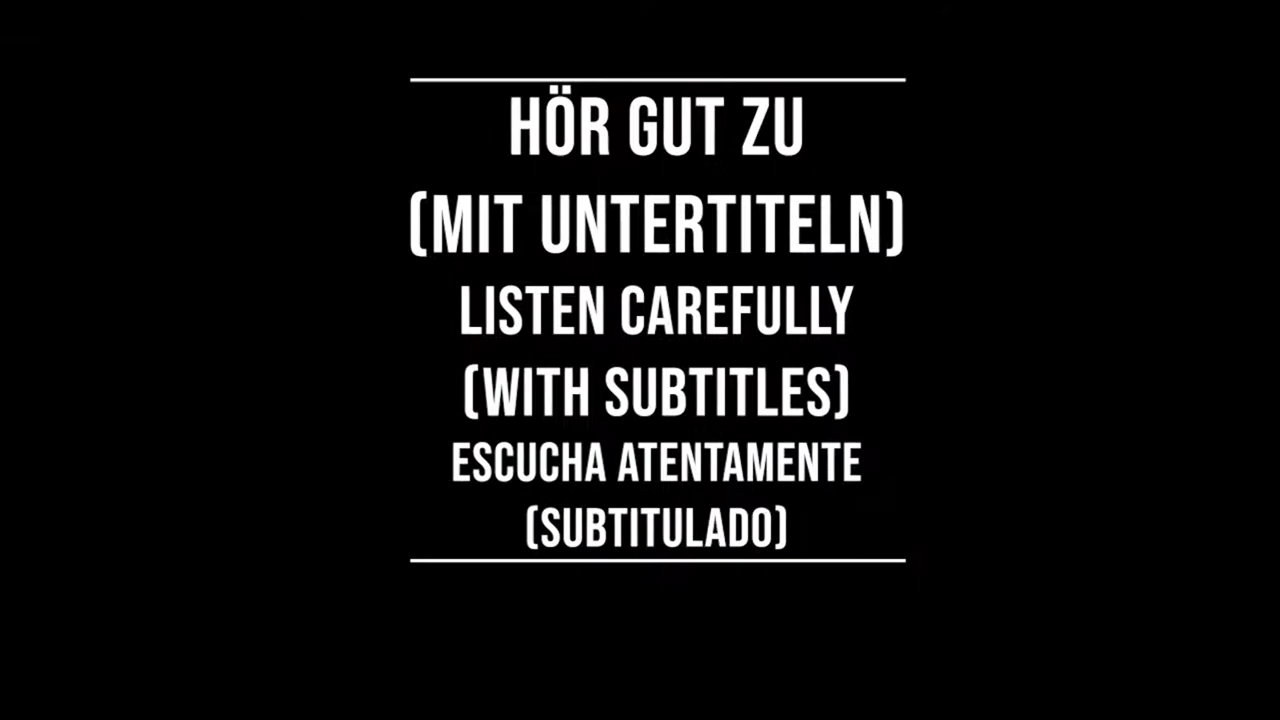 HÖR GUT ZU
(MIT UNTERTITELN)
LISTEN CAREFULLY
(WITH SUBTITLES)
ESCUCHA ATENTAMENTE
(SUBTITULADO)